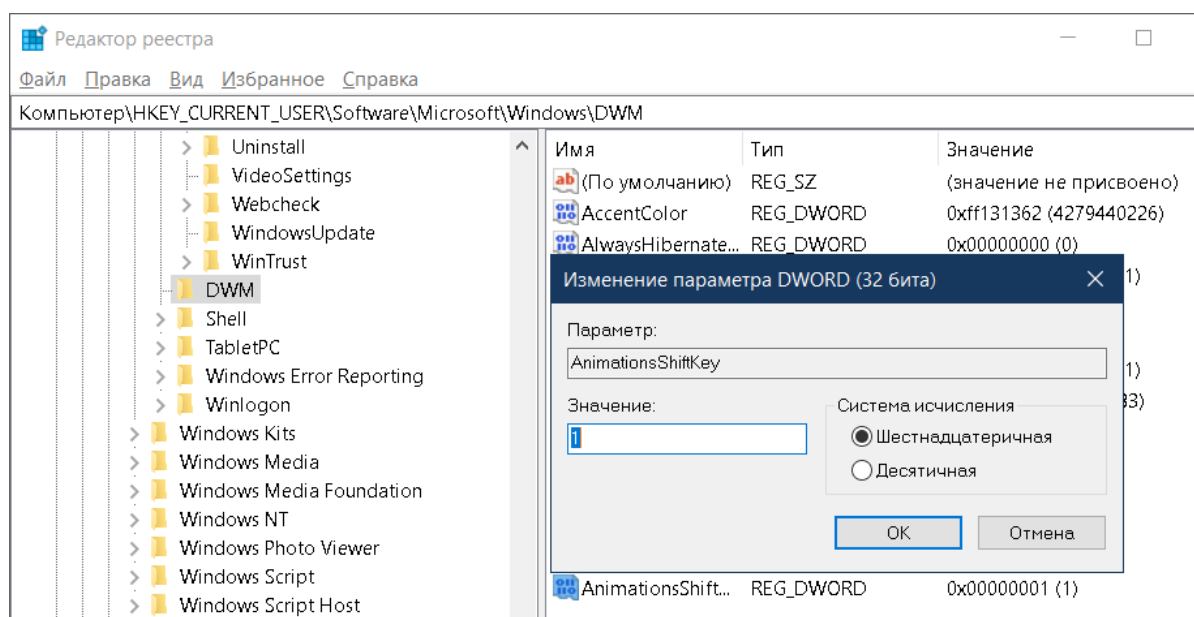 Редактор реестра
Файл Правка Вид Избранное Справка
Компьютер\HKEY_CURRENT_USER\Software\Microsoft\Windows\DWM
Uninstall
VideoSettings
Webcheck
WindowsUpdate
WinTrust
DWM
Shell
TabletPC
Windows Error Reporting
Winlogon
Windows Kits
Windows Media
Windows Media Foundation
Windows NT
Windows Photo Viewer
Windows Script
Windows Script Host
Имя Тип Значение
(По умолчанию) REG_SZ (значение не присвоено)
AccentColor REG_DWORD 0xff131362 (4279440226)
AlwaysHibernate... REG_DWORD 0x00000000 (0)
1)
1)
33)
Изменение параметра DWORD (32 бита)
Параметр:
AnimationsShiftKey
Значение:
1
Система исчисления
Шестнадцатеричная
Десятичная
OK Отмена
AnimationsShift... REG_DWORD 0x00000001 (1)